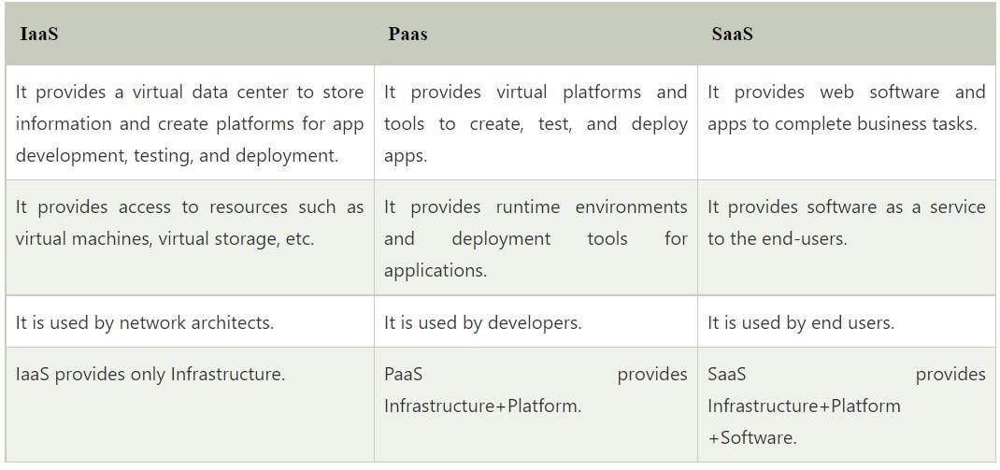 IaaS
Paas
SaaS
It provides a virtual data center to store
information and create platforms for app
development, testing, and deployment.
It provides virtual platforms and
tools to create, test, and deploy
apps.
It provides web software and
apps to complete business tasks.
It provides access to resources such as
virtual machines, virtual storage, etc.
It provides runtime environments
and deployment tools for
applications.
It provides software as a service
to the end-users.
It is used by network architects.
It is used by developers.
It is used by end users.
IaaS provides only Infrastructure.
PaaS provides
Infrastructure+Platform.
SaaS provides
Infrastructure+Platform
+Software.